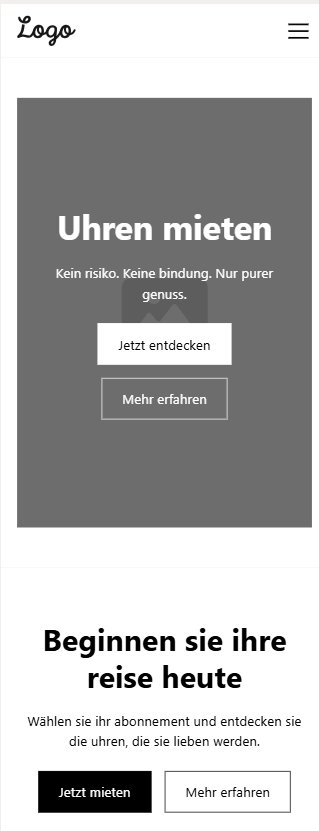 Logo
Uhren mieten
Kein risiko. Keine bindung. Nur purer
genuss.
Jetzt entdecken
Mehr erfahren
Beginnen sie ihre
reise heute
Wählen sie ihr abonnement und entdecken sie
die uhren, die sie lieben werden.
Jetzt mieten
Mehr erfahren